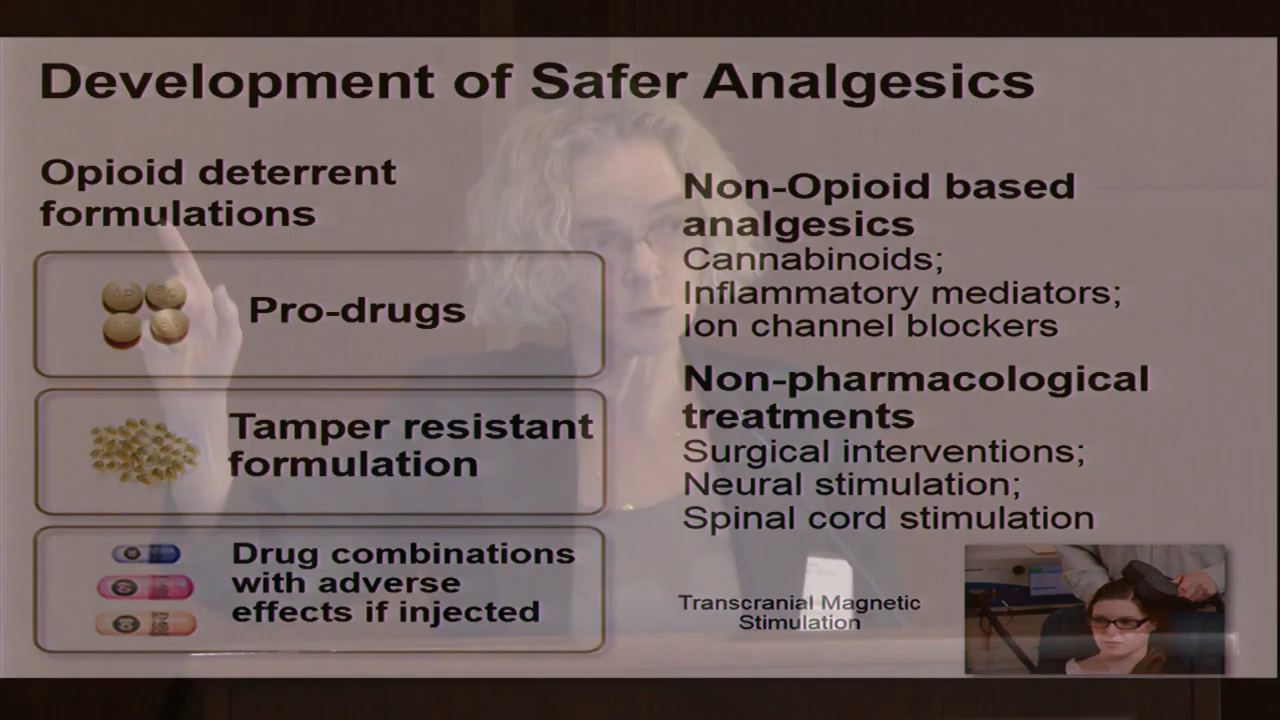 Development of Safer Analgesics
Opioid deterrent
formulations
Pro-drugs
Tamper resistant
formulation
Drug combinations
with adverse
effects if injected
Non-Opioid based
analgesics
Cannabinoids;
Inflammatory mediators;
Ion channel blockers
Non-pharmacological
treatments
Surgical interventions;
Neural stimulation;
Spinal cord stimulation
Transcranial Magnetic
Stimulation